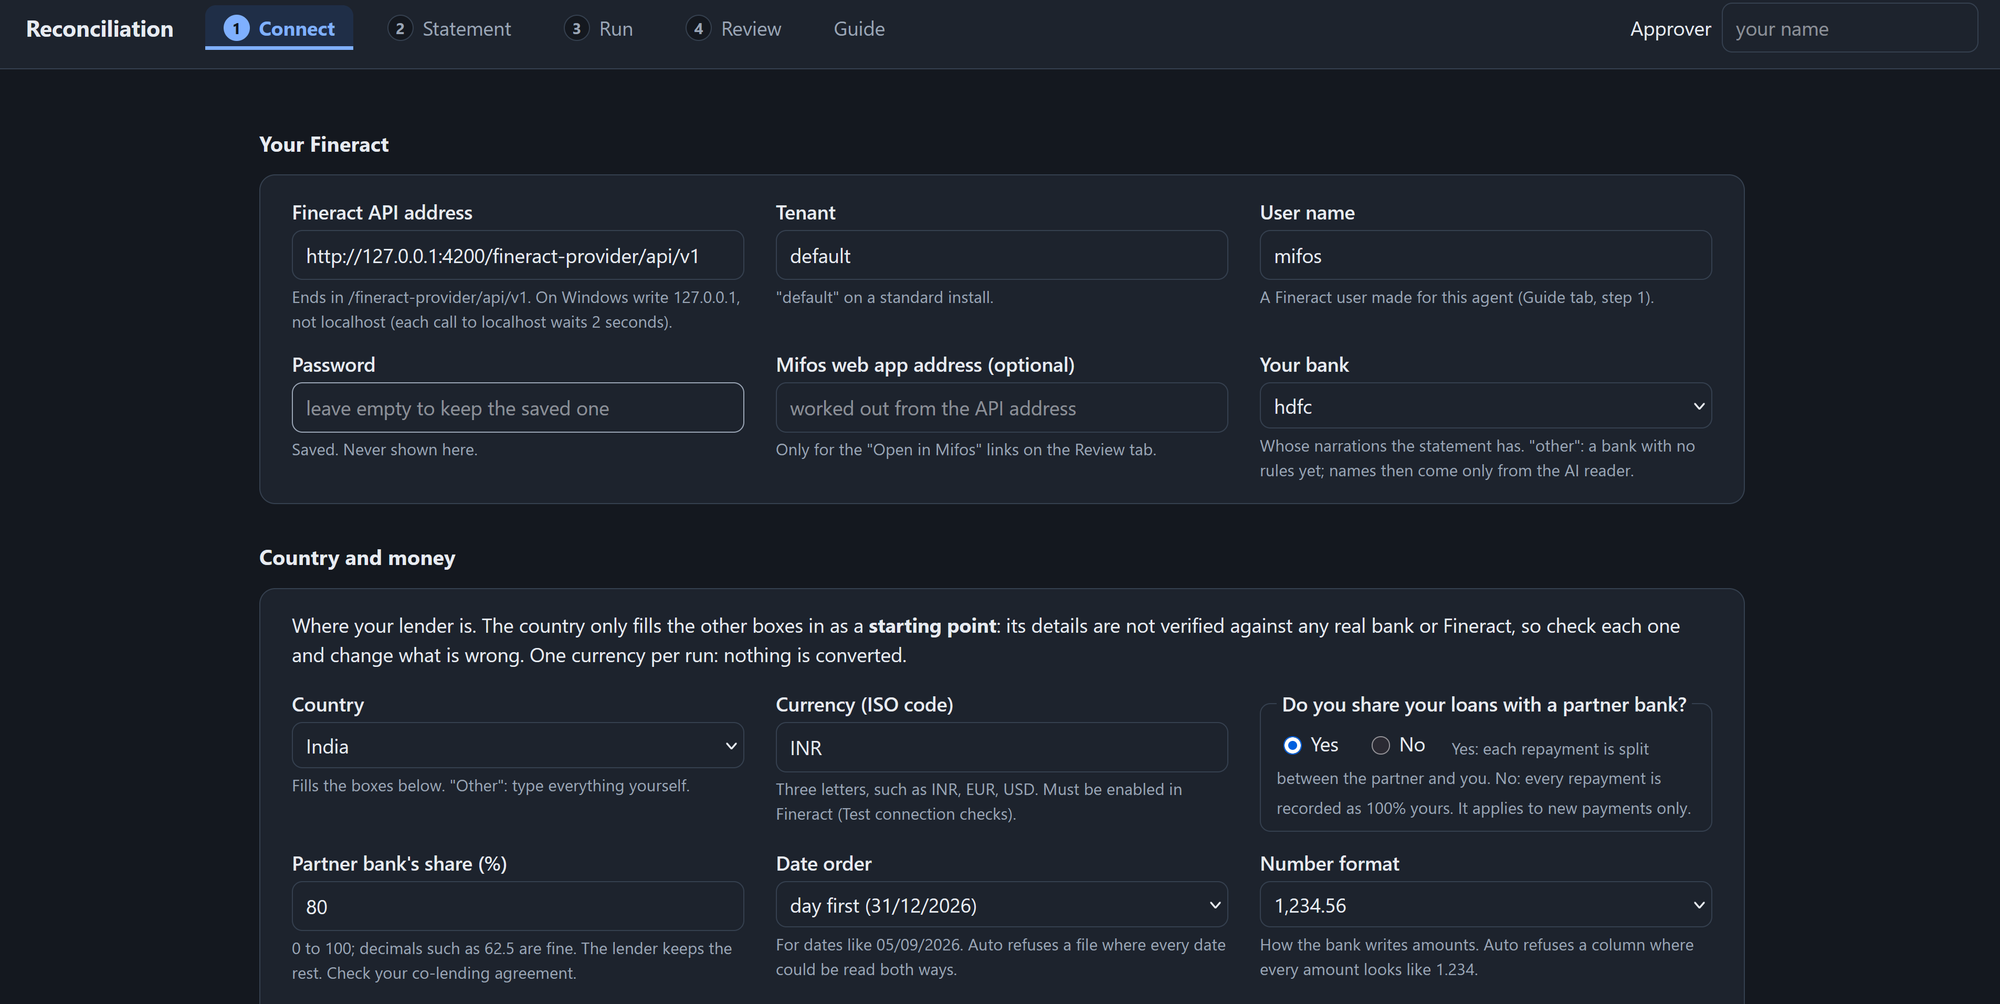 Reconciliation
1 Connect
2 Statement
3 Run
4 Review
Guide
Approver
your name
Your Fineract
Fineract API address
http://127.0.0.1:4200/fineract-provider/api/v1
Ends in /fineract-provider/api/v1. On Windows write 127.0.0.1,
not localhost (each call to localhost waits 2 seconds).
Tenant
default
"default" on a standard install.
User name
mifos
A Fineract user made for this agent (Guide tab, step 1).
Password
leave empty to keep the saved one
Saved. Never shown here.
Mifos web app address (optional)
worked out from the API address
Only for the "Open in Mifos" links on the Review tab.
Your bank
hdfc
Whose narrations the statement has. "other": a bank with no
rules yet; names then come only from the AI reader.
Country and money
Where your lender is. The country only fills the other boxes in as a starting point: its details are not verified against any real bank or Fineract, so check each one
and change what is wrong. One currency per run: nothing is converted.
Country
India
Fills the boxes below. "Other": type everything yourself.
Currency (ISO code)
INR
Three letters, such as INR, EUR, USD. Must be enabled in
Fineract (Test connection checks).
Do you share your loans with a partner bank?
Yes No Yes: each repayment is split
between the partner and you. No: every repayment is
recorded as 100% yours. It applies to new payments only.
Partner bank's share (%)
80
0 to 100; decimals such as 62.5 are fine. The lender keeps the
rest. Check your co-lending agreement.
Date order
day first (31/12/2026)
For dates like 05/09/2026. Auto refuses a file where every date
could be read both ways.
Number format
1,234.56
How the bank writes amounts. Auto refuses a column where
every amount looks like 1.234.